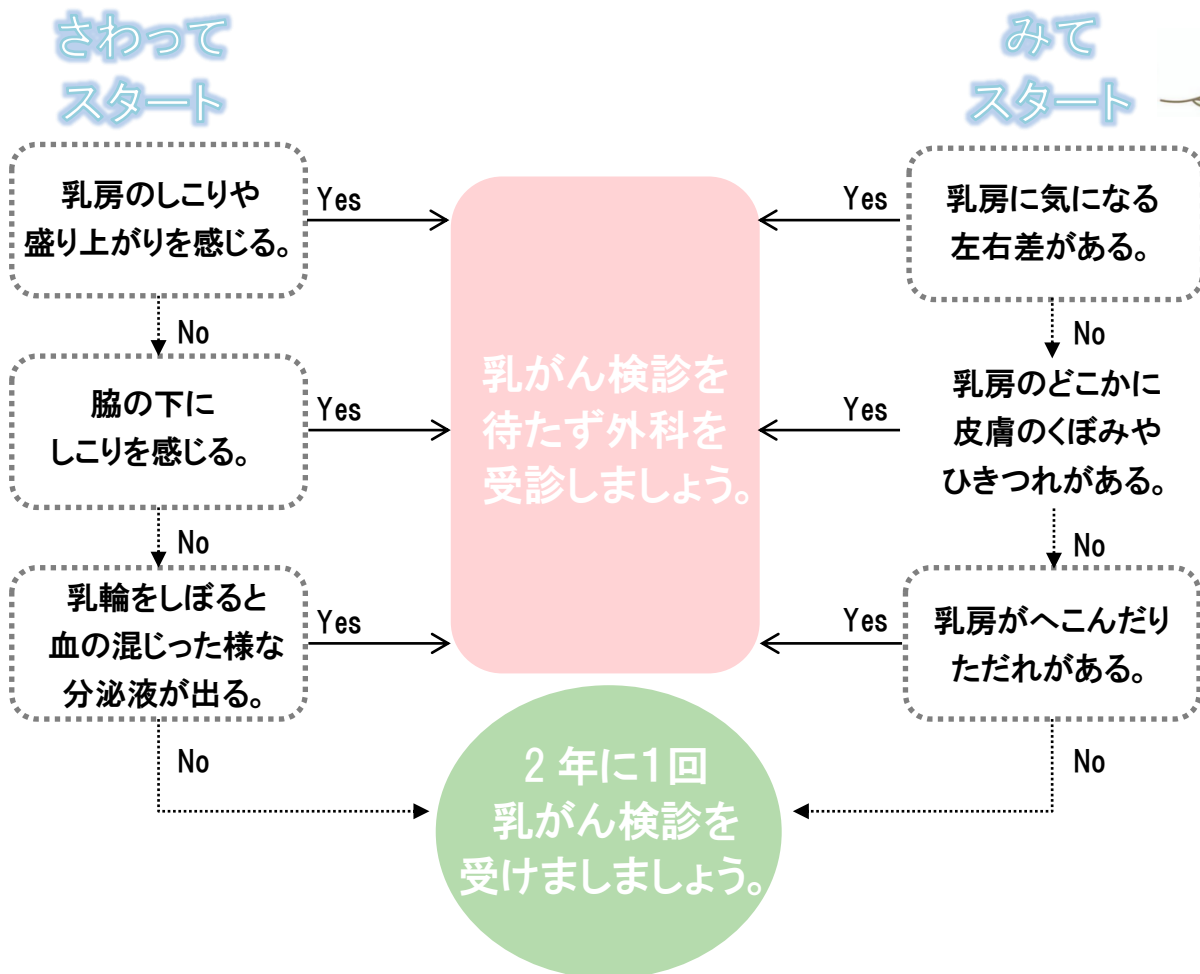 さわって
スタート
乳房のしこりや
盛り上がりを感じる。
Yes
No
脇の下に
しこりを感じる。
Yes
No
乳輪をしぼると
血の混じった様な
分泌液が出る。
Yes
No
乳がん検診を
待たず外科を
受診しましょう。
2 年に1回
乳がん検診を
受けましましょう。
みて
スタート
乳房に気になる
左右差がある。
Yes
No
乳房のどこかに
皮膚のくぼみや
ひきつれがある。
Yes
No
乳房がへこんだり
ただれがある。
Yes
No